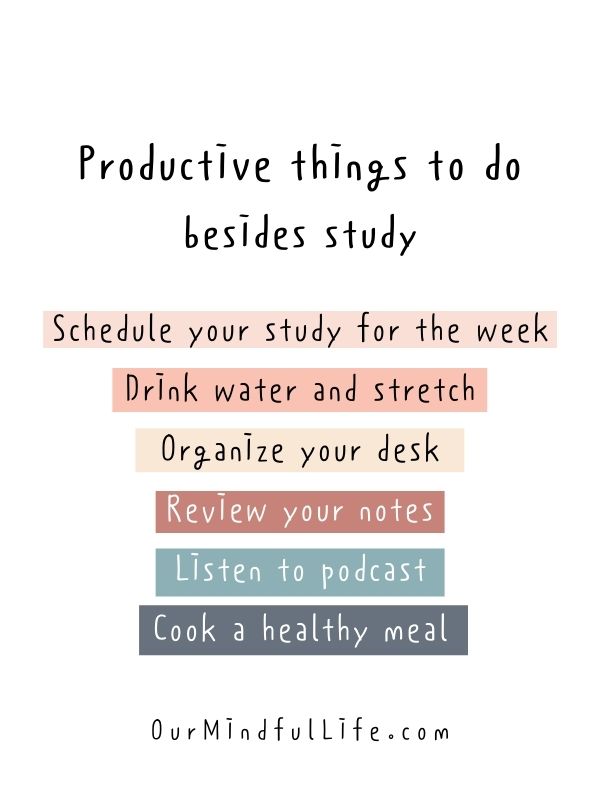 Productive things to do
besides study
Schedule your study for the week
Drink water and stretch
Organize your desk
Review your notes
Listen to podcast
Cook a healthy meal
OurMindfulLife.com